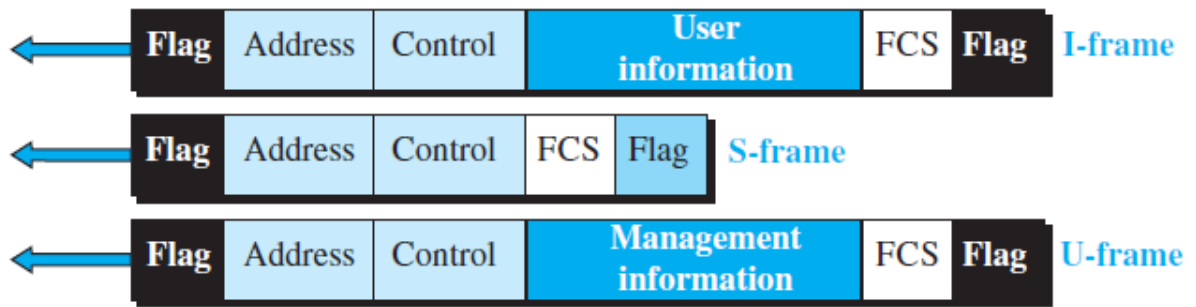 Flag Address Control User information FCS Flag I-frame
Flag Address Control FCS Flag S-frame
Flag Address Control Management information FCS Flag U-frame